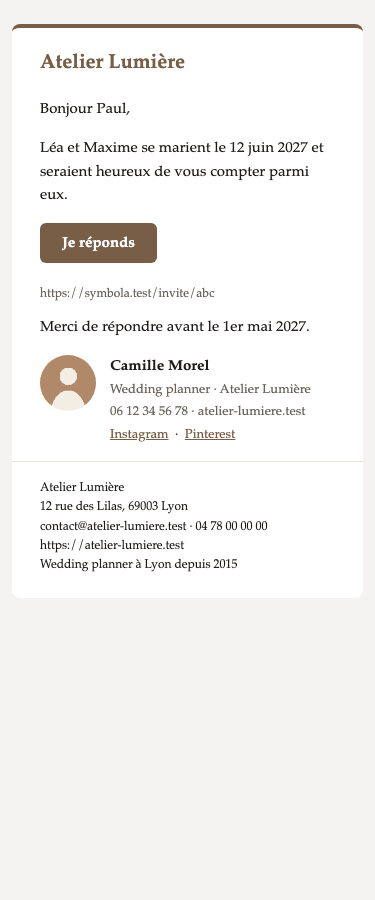 Atelier Lumière
Bonjour Paul,
Léa et Maxime se marient le 12 juin 2027 et
seraient heureux de vous compter parmi
eux.
Je réponds
https://symbola.test/invite/abc
Merci de répondre avant le 1er mai 2027.
Camille Morel
Wedding planner · Atelier Lumière
06 12 34 56 78 · atelier-lumiere.test
Instagram · Pinterest
Atelier Lumière
12 rue des Lilas, 69003 Lyon
contact@atelier-lumiere.test · 04 78 00 00 00
https://atelier-lumiere.test
Wedding planner à Lyon depuis 2015